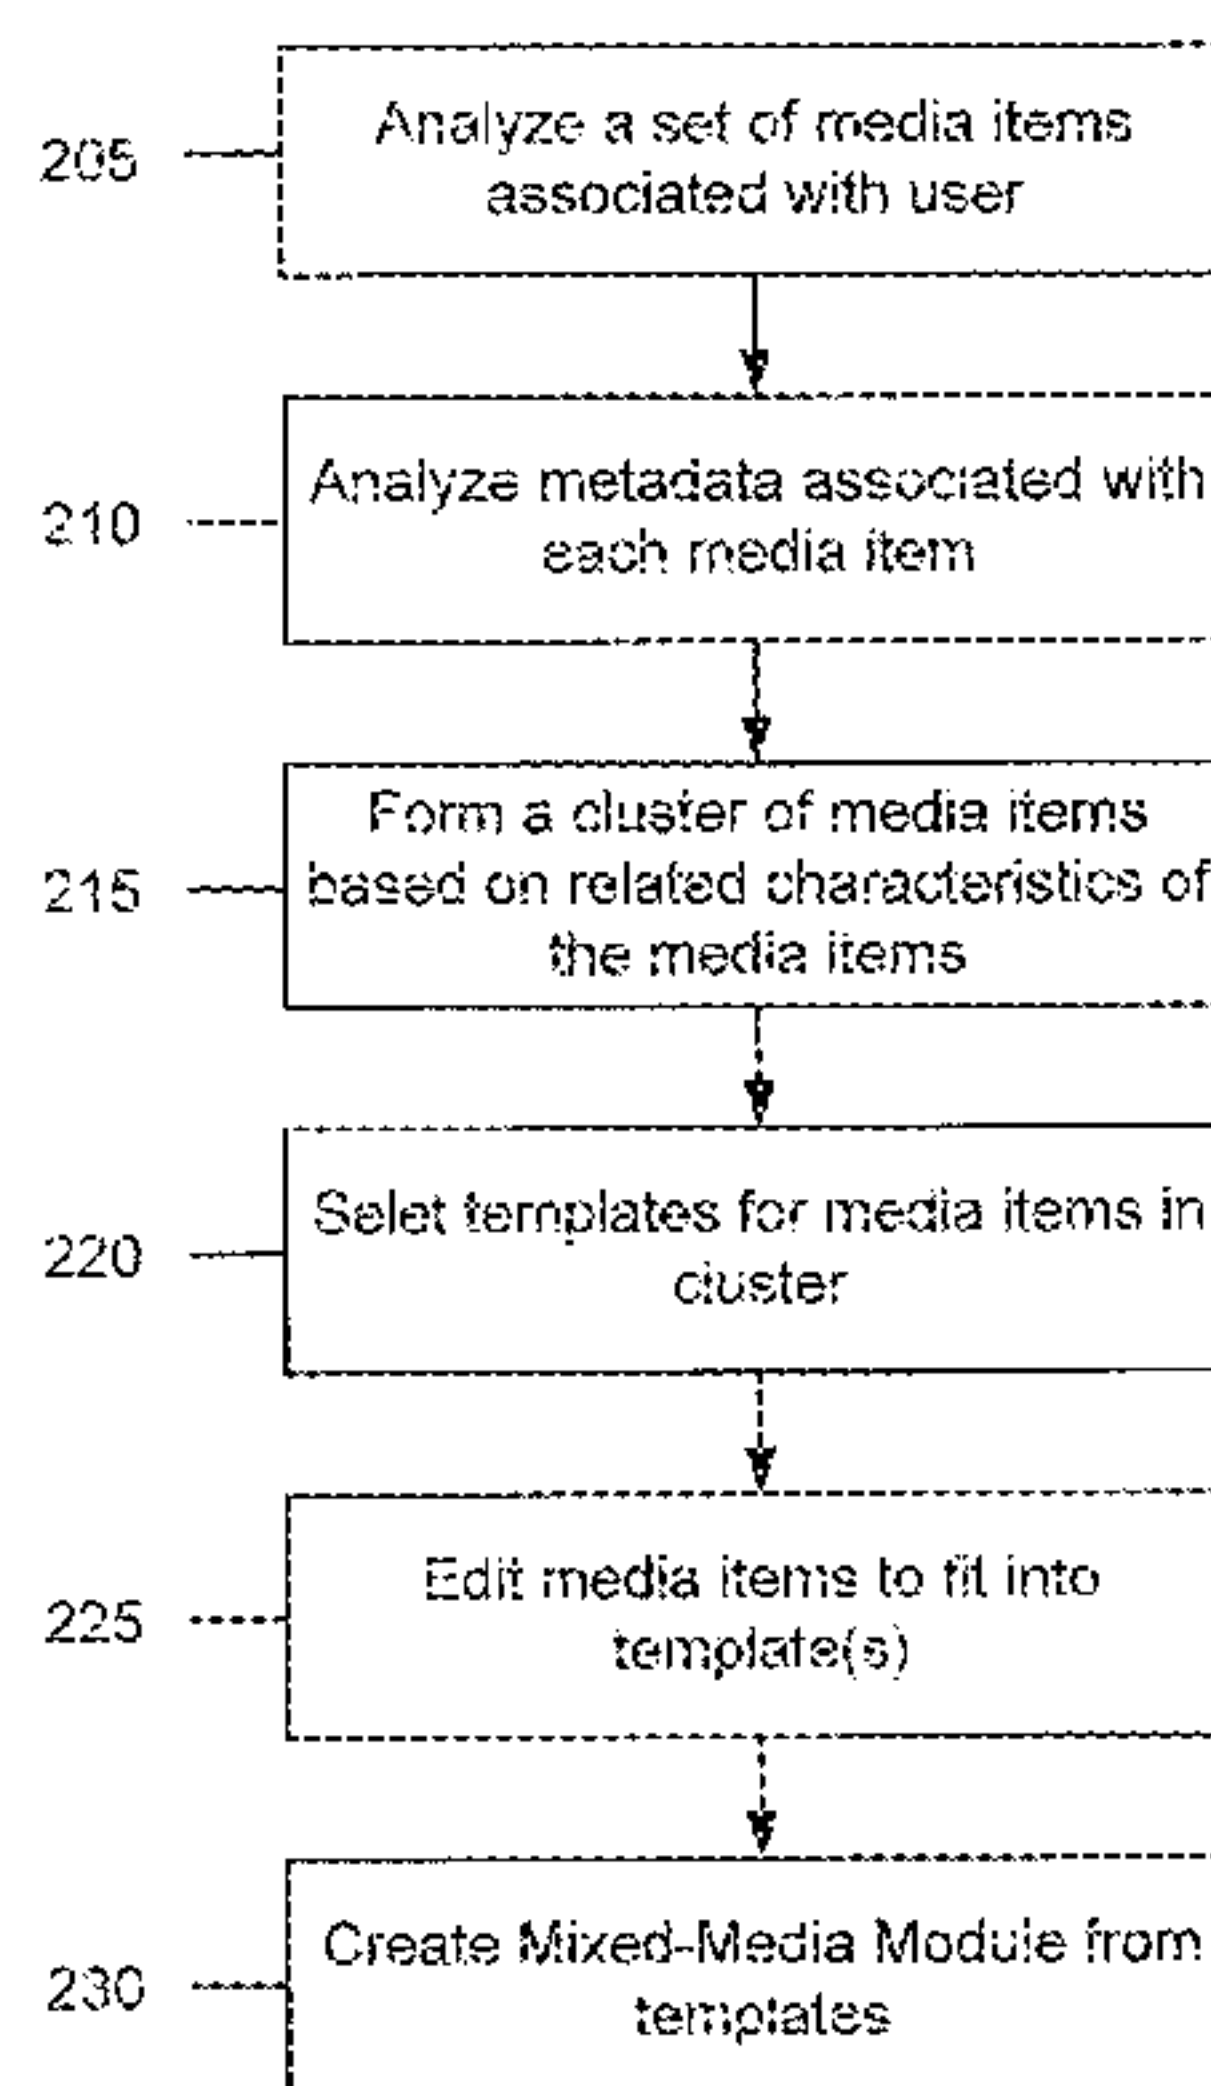 Analyze a set of media items
associated with user
205
Analyze metadata associated with
each media item
210
Form a cluster of media items
based on related characteristics of
the media items
215
Selet templates for media items in
cluster
220
Edit media items to fit into
template(s)
225
Create Mixed-Media Module from
templates
230